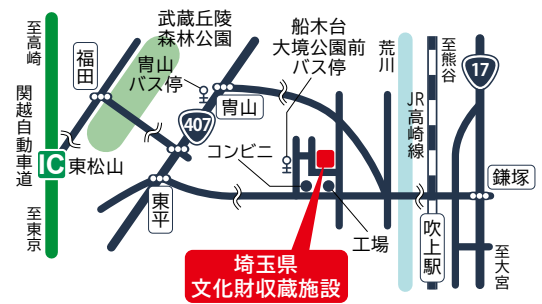 至高崎
武蔵丘陵
森林公園
船木台
大境公園前
バス停
荒川
至熊谷
17
福田
冑山
バス停
冑山
407
関越自動車道
JR高崎線
IC
東松山
コンビニ
東平
鎌塚
至東京
工場
吹上駅
至大宮
埼玉県
文化財収蔵施設